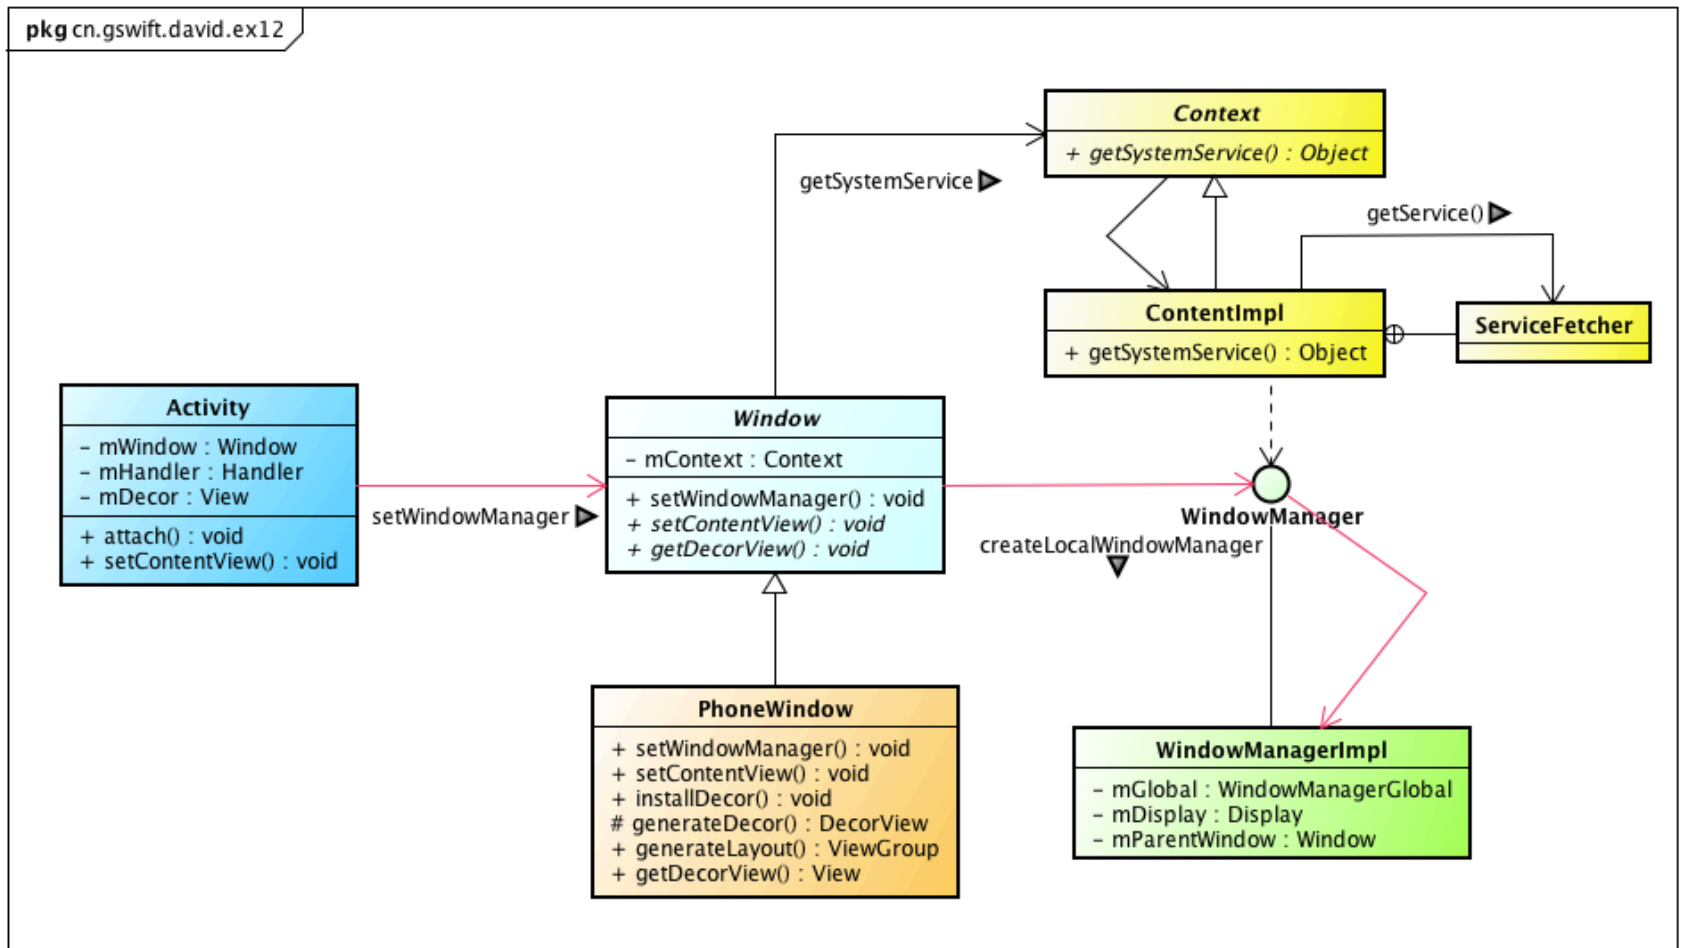 pkg cn.gswift.david.ex12
Context
+ getSystemService() : Object
getSystemService
getService()
ContentImpl
+ getSystemService() : Object
ServiceFetcher
Activity
- mWindow : Window
- mHandler : Handler
- mDecor : View
+ attach() : void
+ setContentView() : void
setWindowManager
Window
- mContext : Context
+ setWindowManager() : void
+ setContentView() : void
+ getDecorView() : void
WindowManager
createLocalWindowManager
PhoneWindow
+ setWindowManager() : void
+ setContentView() : void
+ installDecor() : void
# generateDecor() : DecorView
+ generateLayout() : ViewGroup
+ getDecorView() : View
WindowManagerImpl
- mGlobal : WindowManagerGlobal
- mDisplay : Display
- mParentWindow : Window